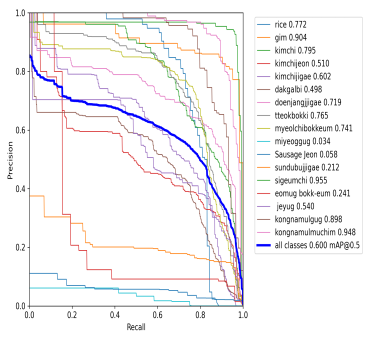 1.0
0.8
0.6
0.4
0.2
0.0
Precision
0.0 0.2 0.4 0.6 0.8 1.0
Recall
rice 0.772
gim 0.904
kimchi 0.795
kimchijeon 0.510
kimchijigae 0.602
dakgalbi 0.498
doenjangjjigae 0.719
tteokbokki 0.765
myeolchibokkeum 0.741
miyeoggug 0.034
Sausage Jeon 0.058
sundubujjigae 0.212
sigeumchi 0.955
eomug bokk-eum 0.241
jeyug 0.540
kongnamulgug 0.898
kongnamulmuchim 0.948
all classes 0.600 mAP@0.5